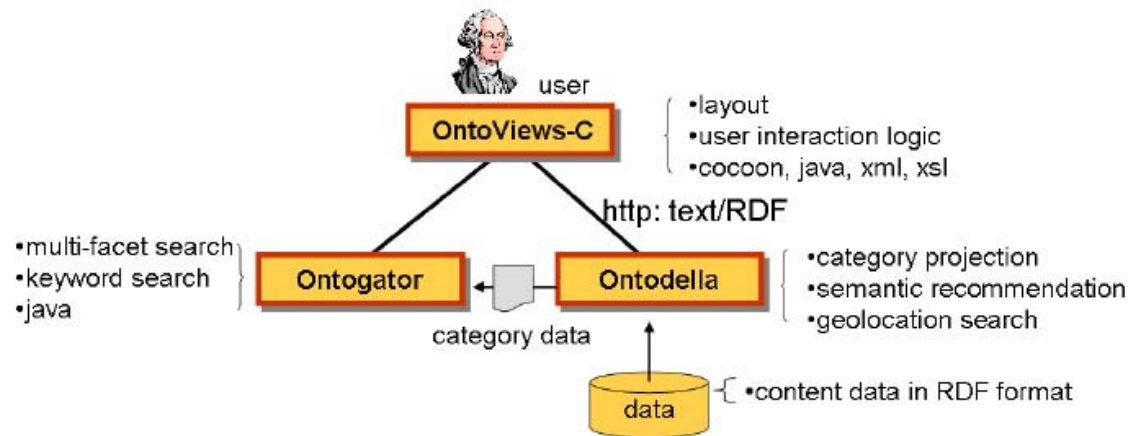 user
OntoViews-C
•layout
•user interaction logic
•cocoon, java, xml, xsl
http: text/RDF
•multi-facet search
•keyword search
•java
Ontogator
Ontodella
•category projection
•semantic recommendation
•geolocation search
category data
data
•content data in RDF format